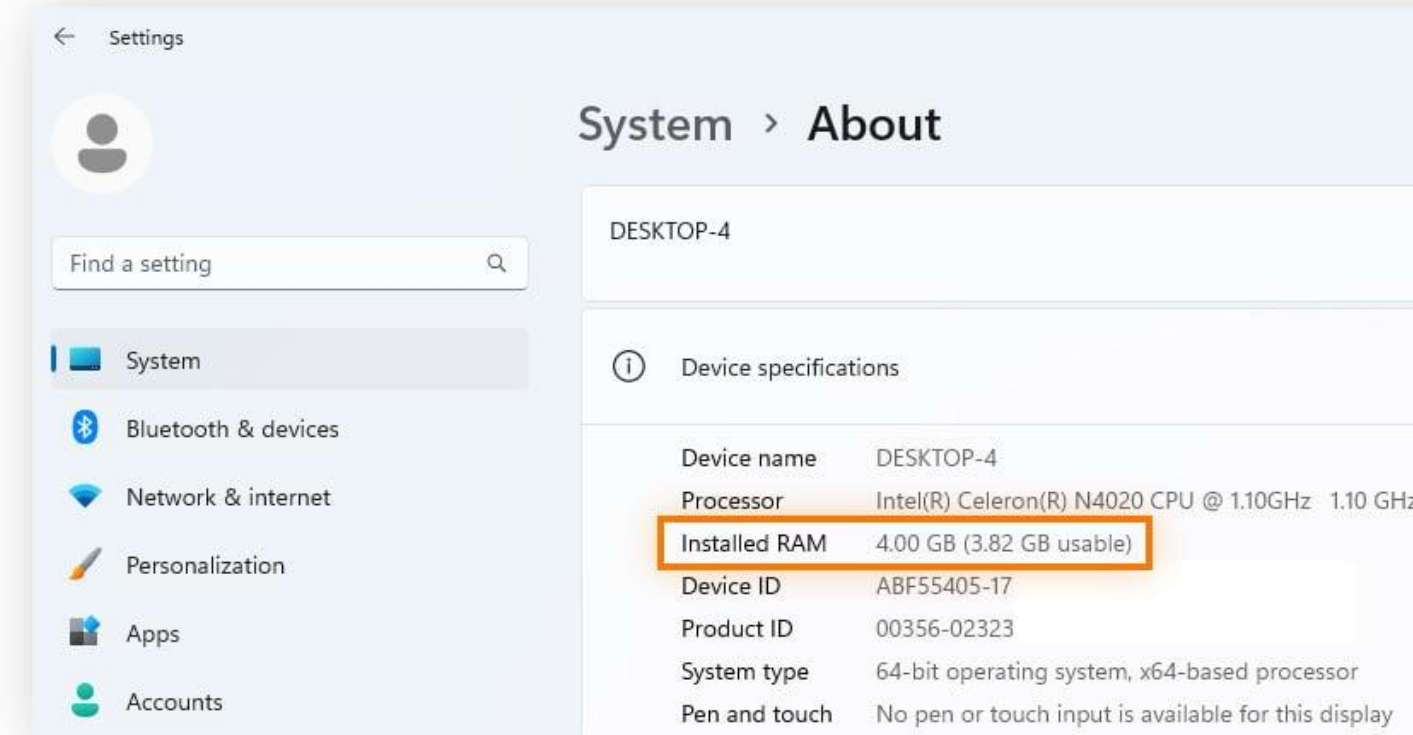 Settings
System > About
DESKTOP-4
Find a setting
System
Bluetooth & devices
Network & internet
Personalization
Apps
Accounts
Device specifications
Device name DESKTOP-4
Processor Intel(R) Celeron(R) N4020 CPU @ 1.10GHz 1.10 GHz
Installed RAM 4.00 GB (3.82 GB usable)
Device ID ABF55405-17
Product ID 00356-02323
System type 64-bit operating system, x64-based processor
Pen and touch No pen or touch input is available for this display